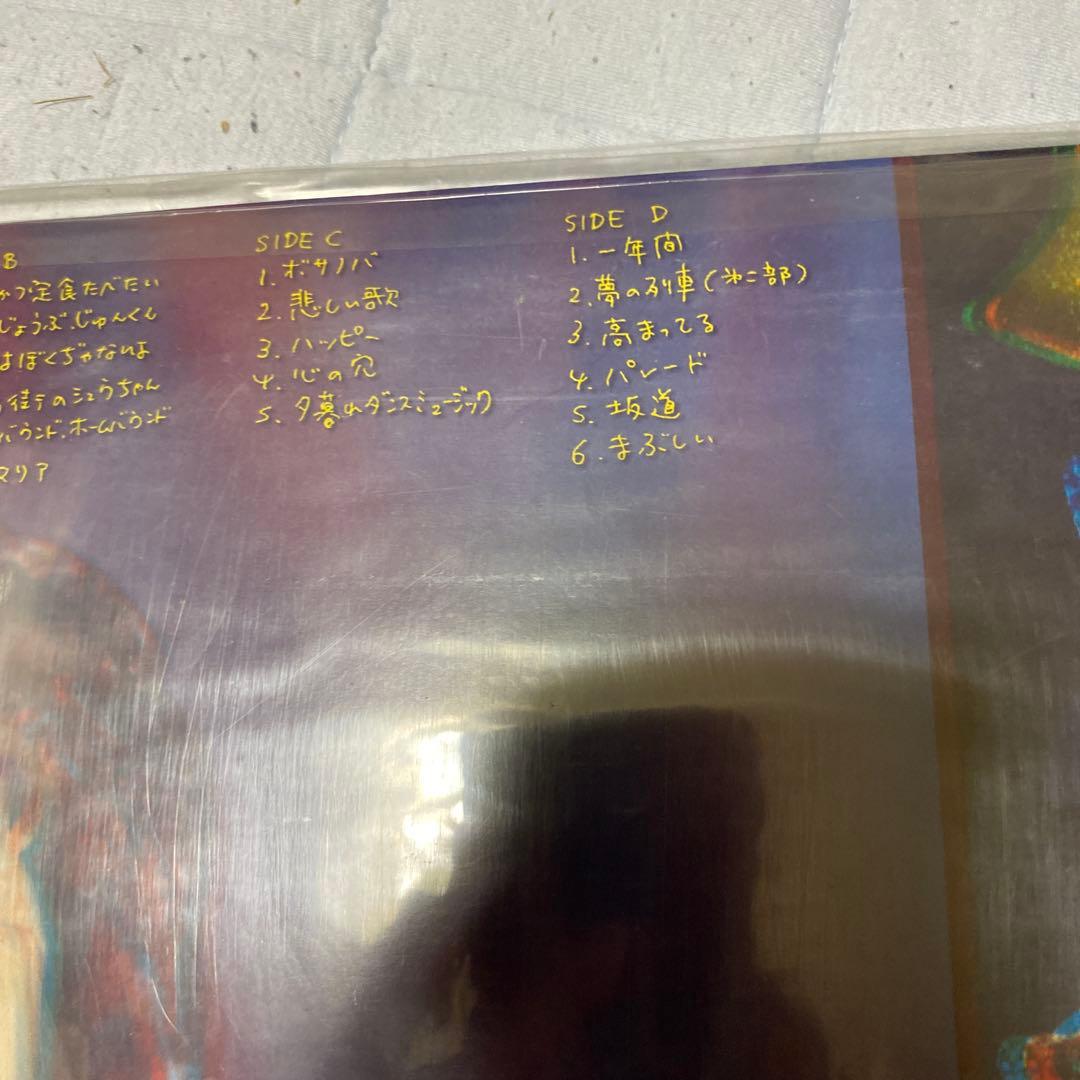 B
かつ定食たべたい
じょうぶ、じゅんくん
はぼくぢゃないよ
街のシュウちゃん
バウンド、ホームバウンド
マリア
SIDE C
1. ボサノバ
2. 悲しい歌
3. ハッピー
4. 心の穴
5. 夕暮れダンスミュージック
SIDE D
1. 一年間
2. 夢の列車(第二部)
3. 高まってる
4. パレード
5. 坂道
6. まぶしい